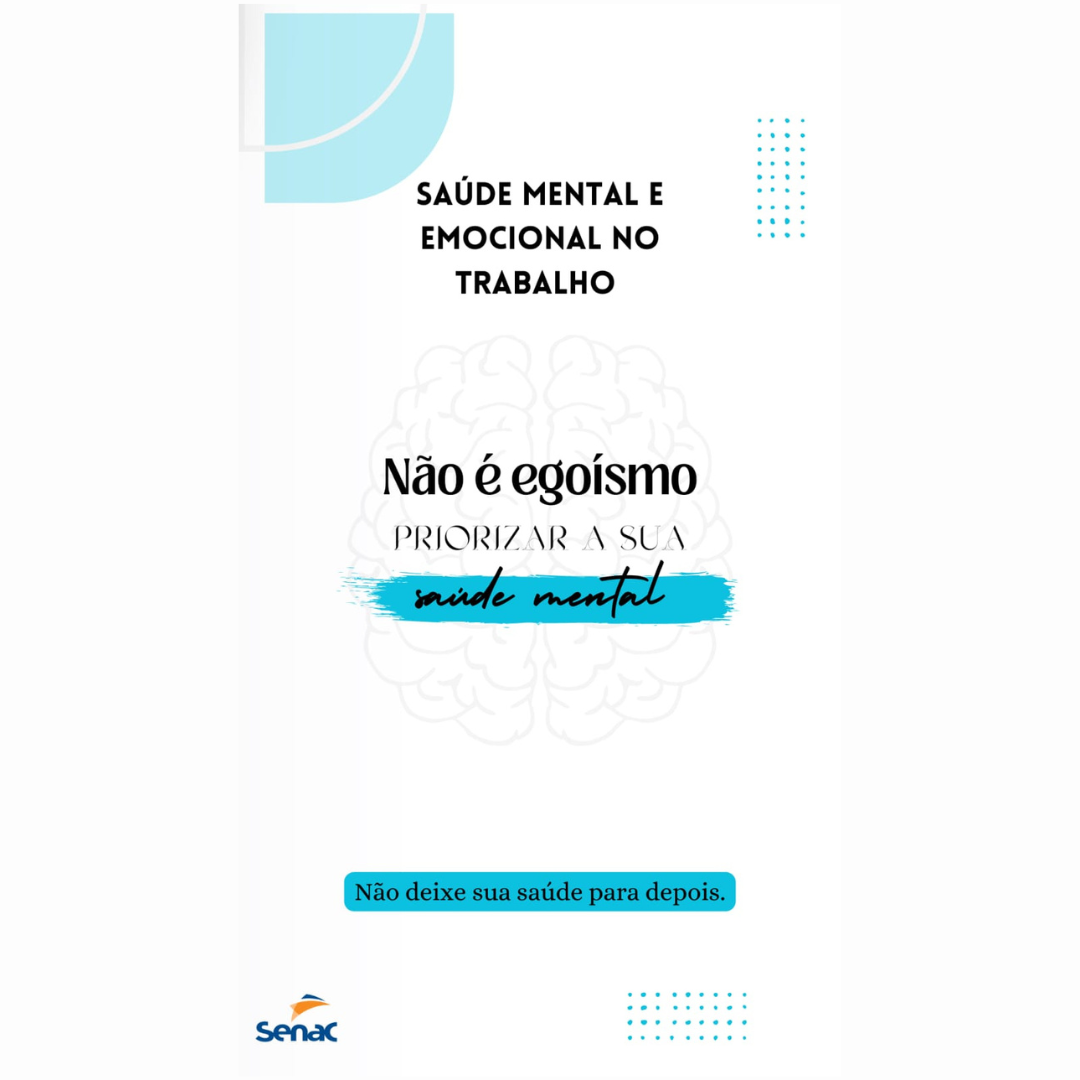 SAÚDE MENTAL E
EMOCIONAL NO
TRABALHO
Não é egoísmo
PRIORIZAR A SUA
saúde mental
Não deixe sua saúde para depois.
Senac